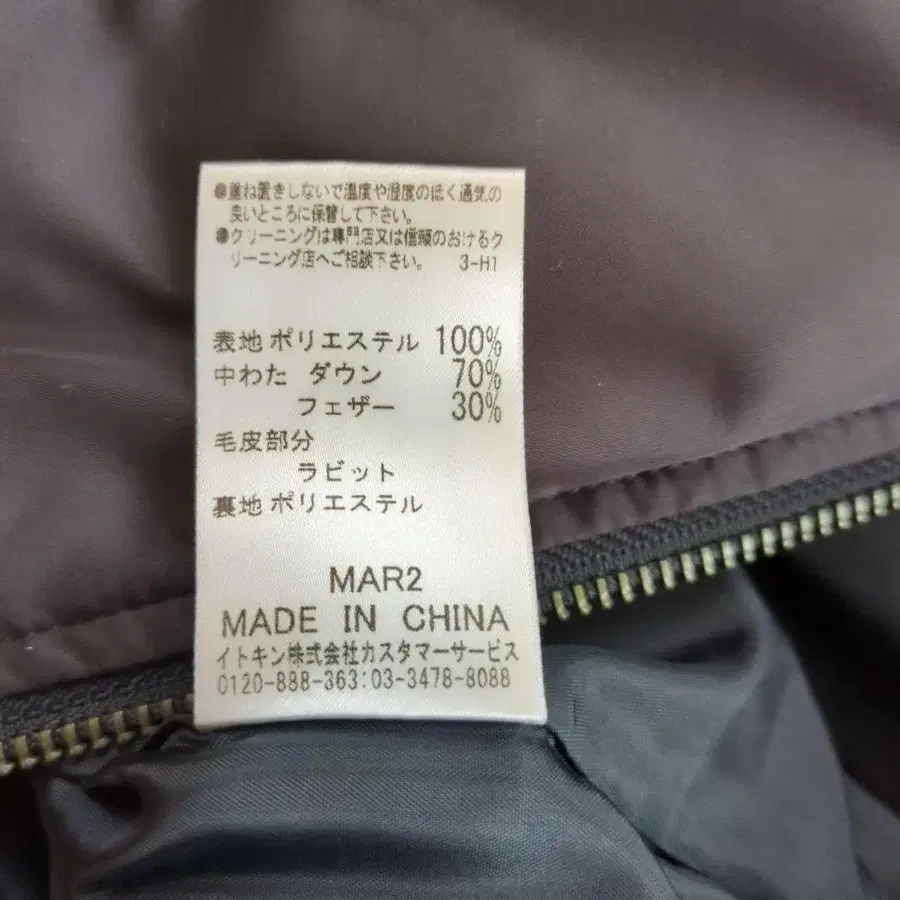 ●重ね置きしないで温度や湿度の低く通気の
良いところに保管して下さい。
●クリーニングは専門店又は信頼のおけるク
リーニング店へご相談下さい。 3-H1
表地 ポリエステル 100%
中わた ダウン 70%
フェザー 30%
毛皮部分
ラビット
裏地 ポリエステル
MAR2
MADE IN CHINA
イトキン株式会社カスタマーサービス
0120-888-363:03-3478-8088